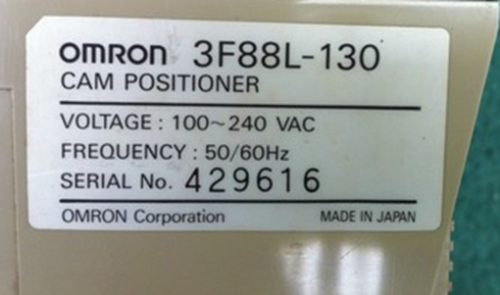 OMRON 3F88L-130
CAM POSITIONER
VOLTAGE : 100~240 VAC
FREQUENCY : 50/60Hz
SERIAL No. 429616
OMRON Corporation MADE IN JAPAN